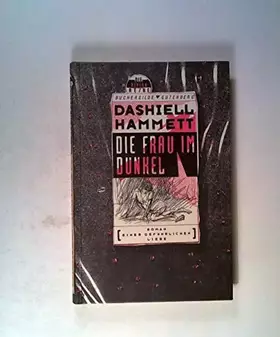 BÜCHERGILDE ♥ GUTENBERG
DASHIELL
HAMMETT
DIE FRAU IM
DUNKEL
ROMAN
EINER GEFÄHRLICHEN
LIEBE